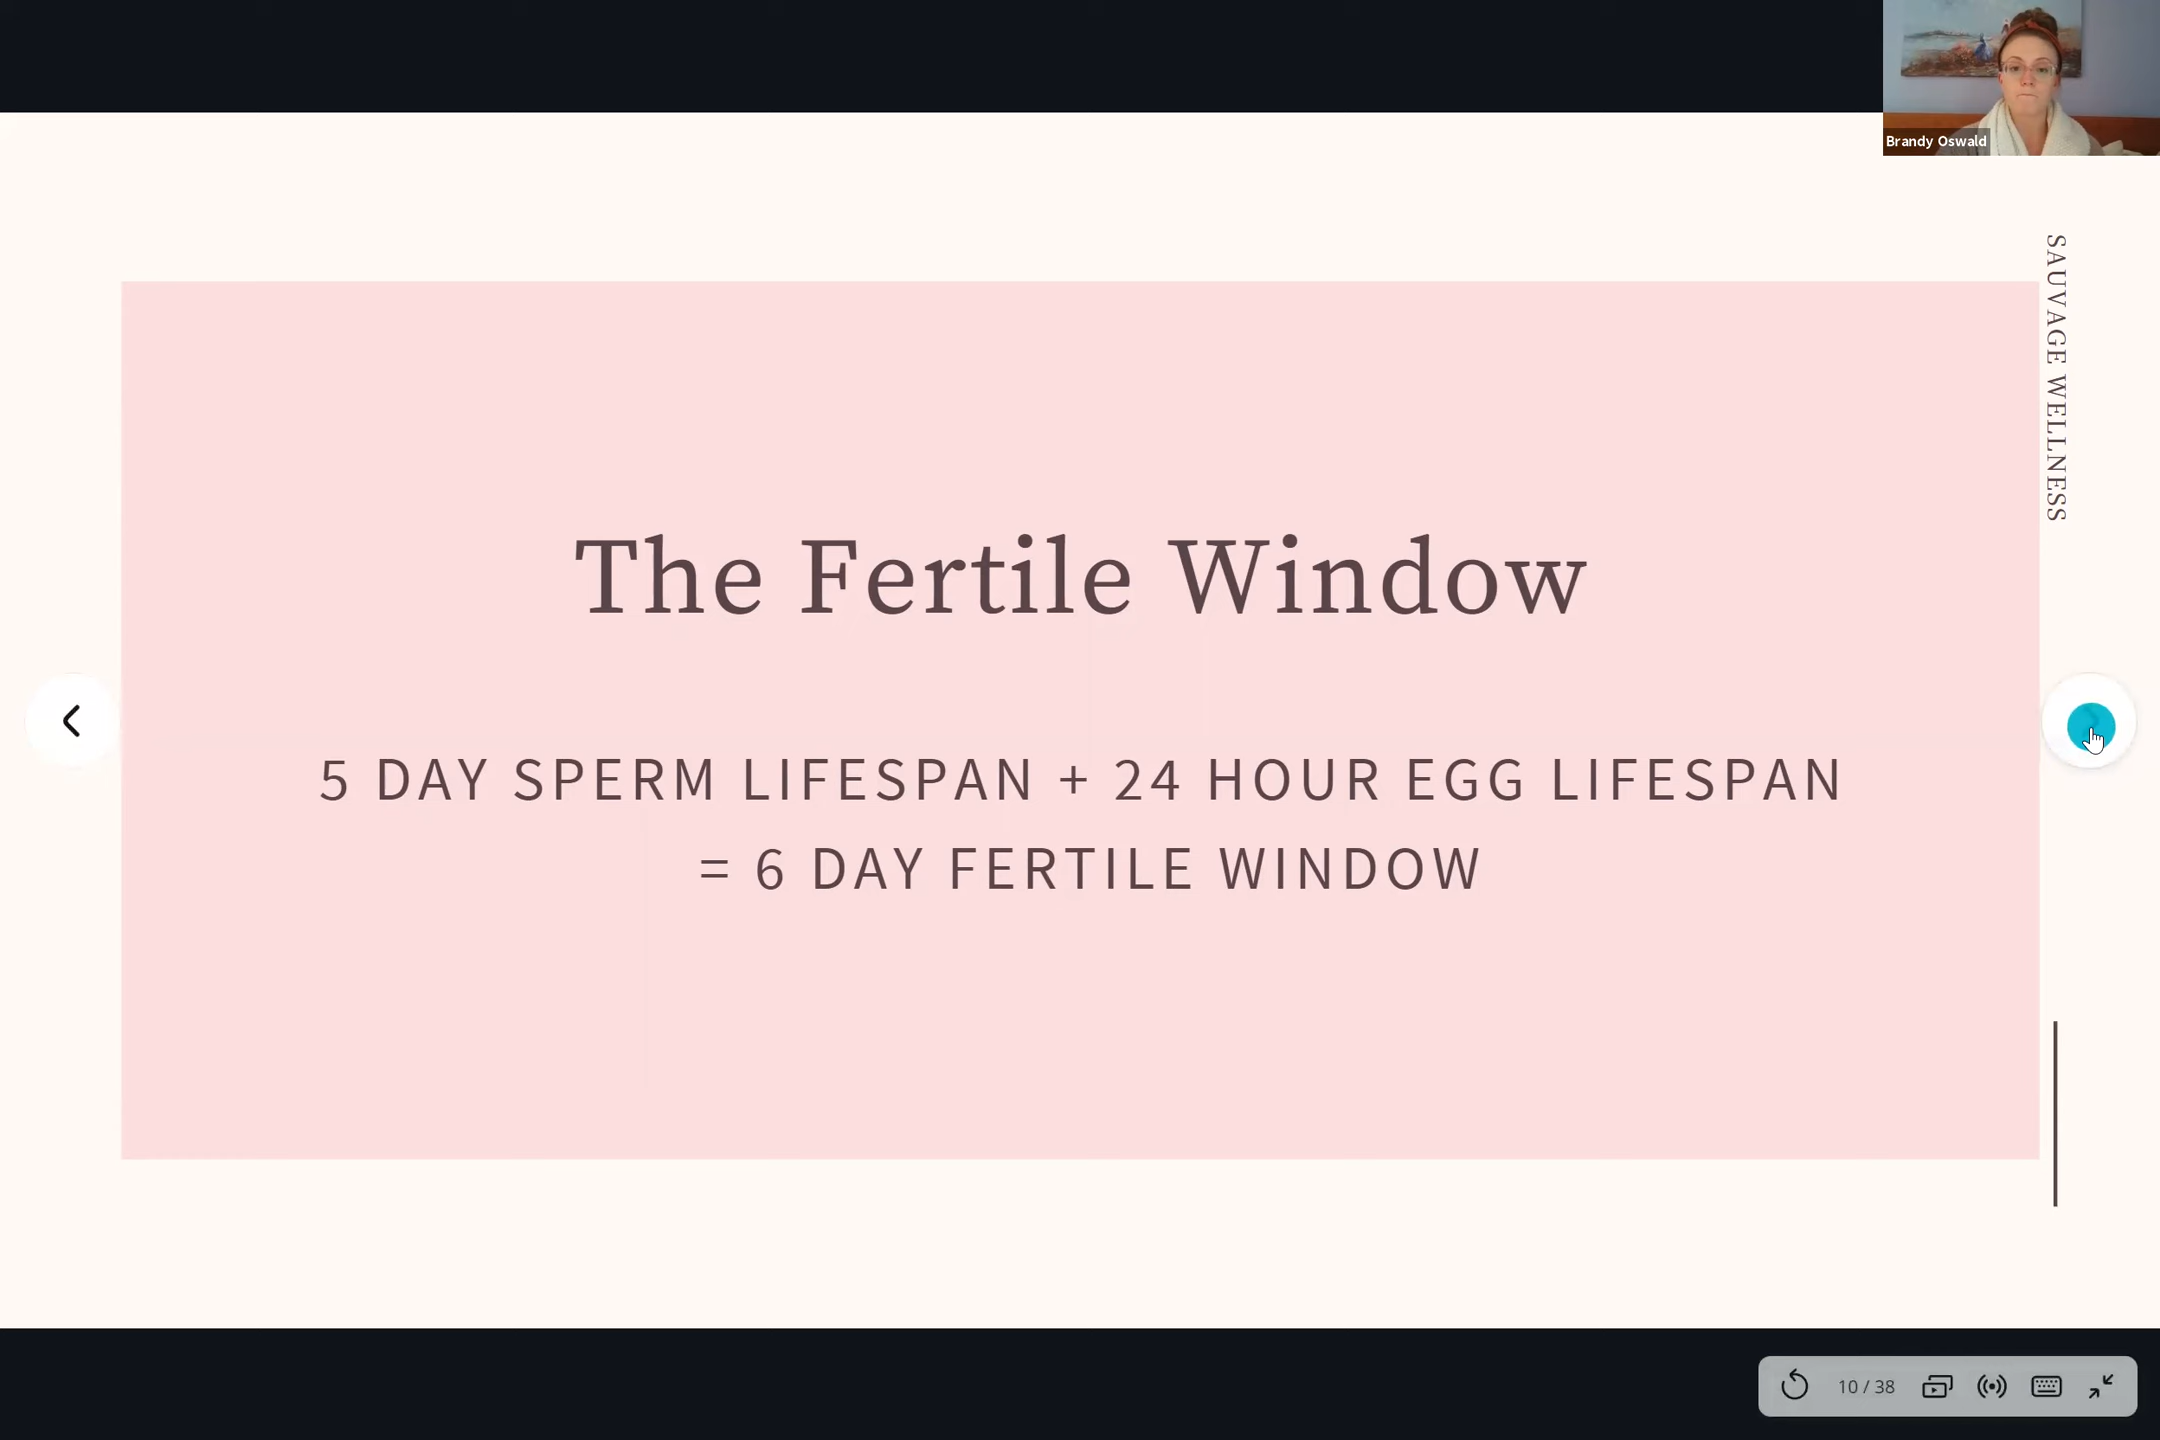 Brandy Oswald
SAUVAGE WELLNESS
The Fertile Window
5 DAY SPERM LIFESPAN + 24 HOUR EGG LIFESPAN
= 6 DAY FERTILE WINDOW
10 / 38